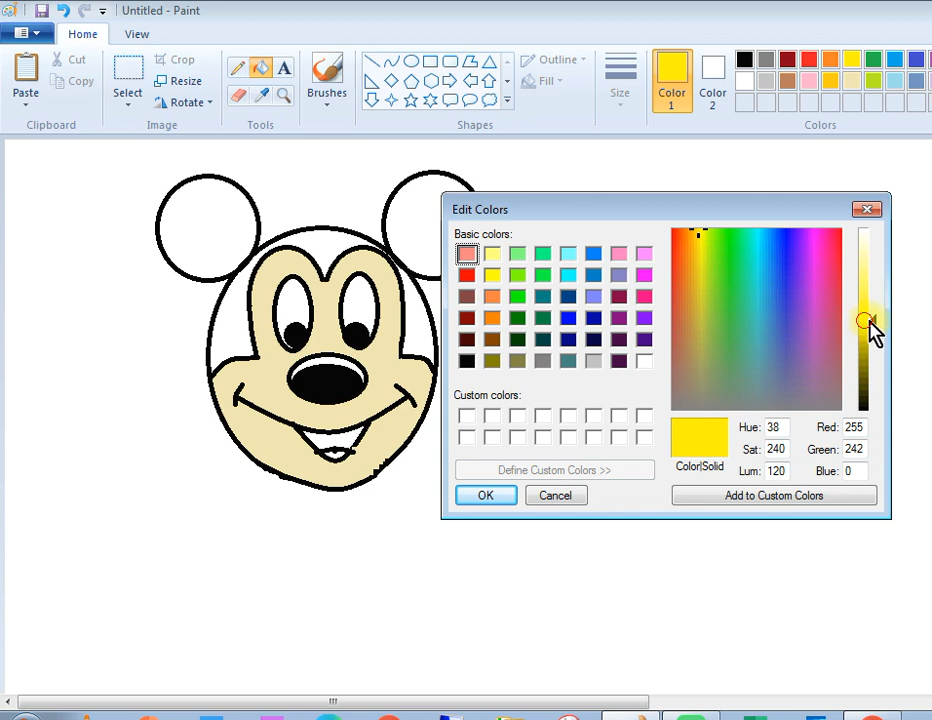 Untitled - Paint
Home View
Paste
Cut
Copy
Clipboard
Select
Crop
Resize
Rotate
Image
A
Tools
Brushes
Shapes
Outline
Fill
Size
Color
1
Color
2
Colors
Edit Colors
Basic colors:
Custom colors:
Define Custom Colors >>
OK Cancel
Color|Solid
Hue: 38 Red: 255
Sat: 240 Green: 242
Lum: 120 Blue: 0
Add to Custom Colors